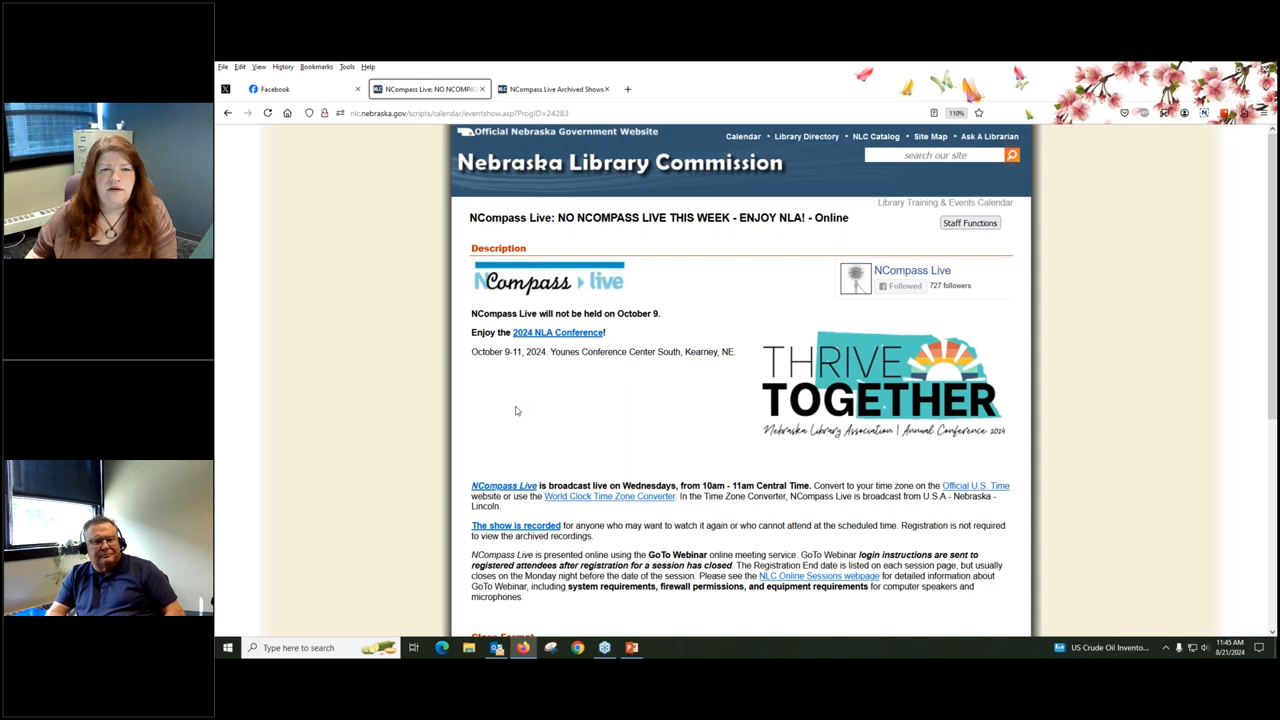 File Edit View History Bookmarks Tools Help
Facebook
NCompass Live: NO NCOMPA
NCompass Live Archived Shows
nlc.nebraska.gov/scripts/calendar/eventshow.asp?ProgID=24283
110%
Official Nebraska Government Website
Calendar • Library Directory • NLC Catalog • Site Map • Ask A Librarian
Nebraska Library Commission
search our site
Library Training & Events Calendar
NCompass Live: NO NCOMPASS LIVE THIS WEEK - ENJOY NLA! - Online
Staff Functions
Description
NCompass live
NCompass Live
Followed 727 followers
NCompass Live will not be held on October 9.
Enjoy the 2024 NLA Conference!
October 9-11, 2024. Younes Conference Center South, Kearney, NE.
THRIVE
TOGETHER
Nebraska Library Association | Annual Conference 2024
NCompass Live is broadcast live on Wednesdays, from 10am - 11am Central Time. Convert to your time zone on the Official U.S. Time
website or use the World Clock Time Zone Converter. In the Time Zone Converter, NCompass Live is broadcast from U.S.A - Nebraska -
Lincoln.
The show is recorded for anyone who may want to watch it again or who cannot attend at the scheduled time. Registration is not required
to view the archived recordings.
NCompass Live is presented online using the GoTo Webinar online meeting service. GoTo Webinar login instructions are sent to
registered attendees after registration for a session has closed. The Registration End date is listed on each session page, but usually
closes on the Monday night before the date of the session. Please see the NLC Online Sessions webpage for detailed information about
GoTo Webinar, including system requirements, firewall permissions, and equipment requirements for computer speakers and
microphones.
Type here to search
US Crude Oil Invento...
11:45 AM
8/21/2024